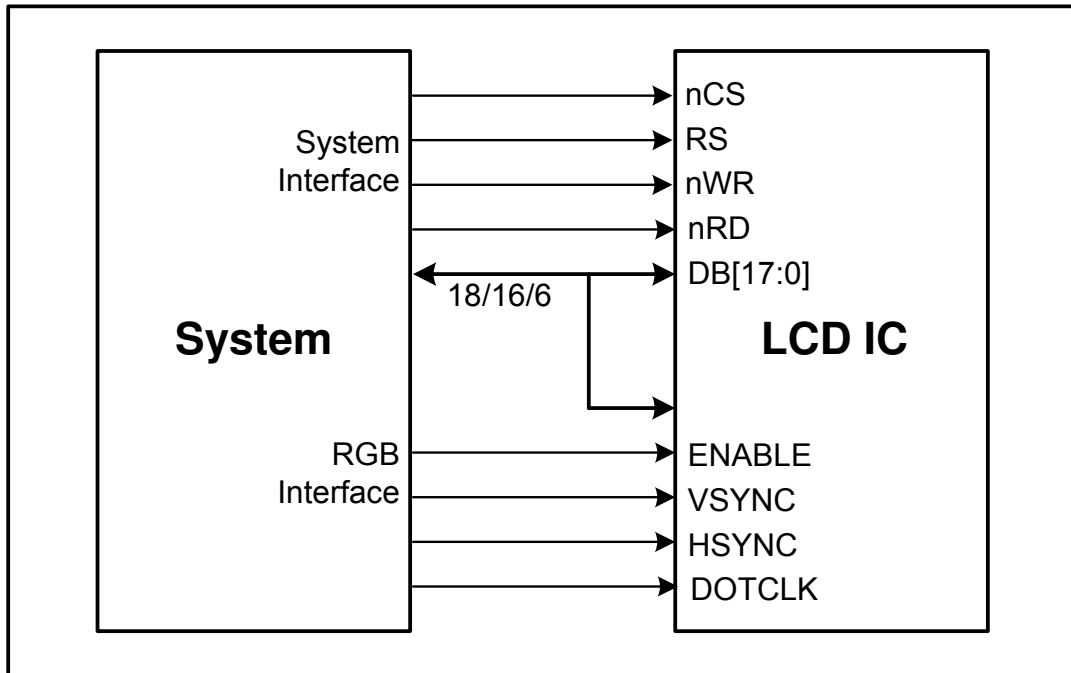 nCS
System
Interface
RS
nWR
nRD
DB[17:0]
18/16/6
System
LCD IC
RGB
Interface
ENABLE
VSYNC
HSYNC
DOTCLK